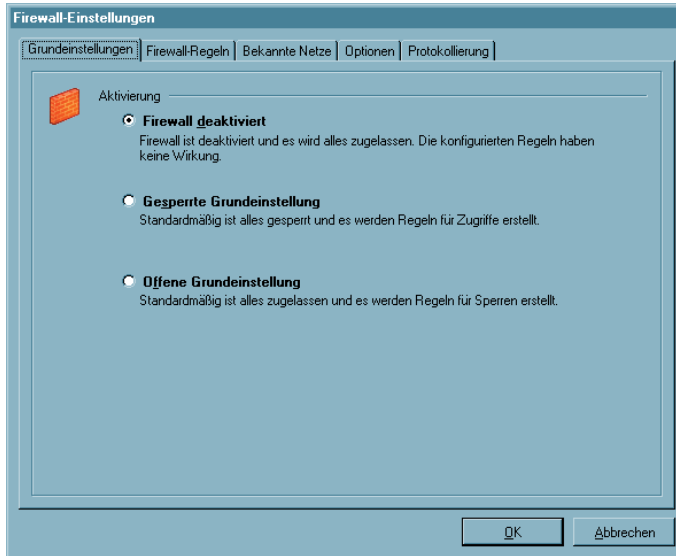 Firewall-Einstellungen
Grundeinstellungen
Firewall-Regeln
Bekannte Netze
Optionen
Protokollierung
Aktivierung
Firewall deaktiviert
Firewall ist deaktiviert und es wird alles zugelassen. Die konfigurierten Regeln haben
keine Wirkung.
Gesperrte Grundeinstellung
Standardmäßig ist alles gesperrt und es werden Regeln für Zugriffe erstellt.
Offene Grundeinstellung
Standardmäßig ist alles zugelassen und es werden Regeln für Sperren erstellt.
OK
Abbrechen